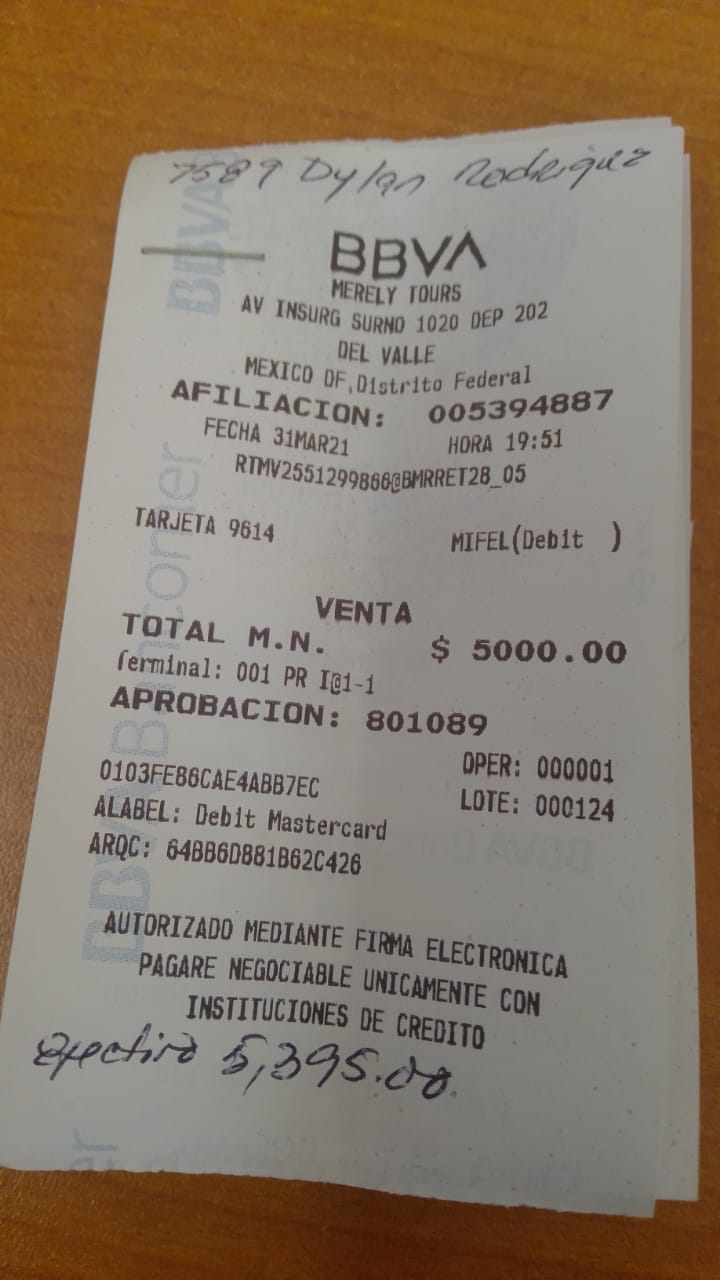 7589 Dylan Rodriguez
BBVA
MERELY TOURS
AV INSURG SURNO 1020 DEP 202
DEL VALLE
MEXICO DF,Distrito Federal
AFILIACION: 005394887
FECHA 31MAR21 HORA 19:51
RTMV2551299866@BMRRET28_05
TARJETA 9614 MIFEL(Debit )
VENTA
TOTAL M.N. $ 5000.00
Terminal: 001 PR I@1-1
APROBACION: 801089
OPER: 000001
0103FE86CAE4ABB7EC
LOTE: 000124
ALABEL: Debit Mastercard
ARQC: 64BB6D881B62C426
AUTORIZADO MEDIANTE FIRMA ELECTRONICA
PAGARE NEGOCIABLE UNICAMENTE CON
INSTITUCIONES DE CREDITO
efectivo 5,395.00
BBVA Bancomer